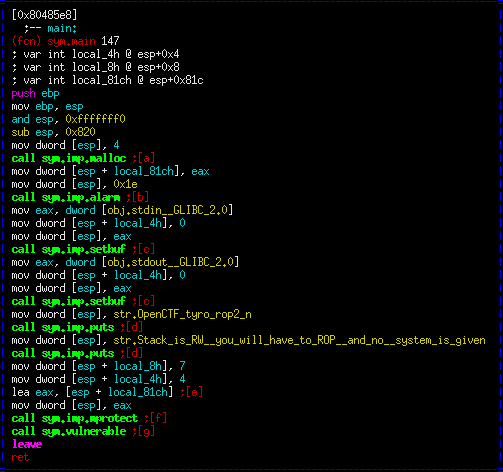 [0x80485e8]
;-- main:
(fcn) sym.main 147
; var int local_4h @ esp+0x4
; var int local_8h @ esp+0x8
; var int local_81ch @ esp+0x81c
push ebp
mov ebp, esp
and esp, 0xfffffff0
sub esp, 0x820
mov dword [esp], 4
call sym.imp.malloc ;[a]
mov dword [esp + local_81ch], eax
mov dword [esp], 0x1e
call sym.imp.alarm ;[b]
mov eax, dword [obj.stdin__GLIBC_2.0]
mov dword [esp + local_4h], 0
mov dword [esp], eax
call sym.imp.setbuf ;[c]
mov eax, dword [obj.stdout__GLIBC_2.0]
mov dword [esp + local_4h], 0
mov dword [esp], eax
call sym.imp.setbuf ;[c]
mov dword [esp], str.OpenCTF_tyro_rop2_n
call sym.imp.puts ;[d]
mov dword [esp], str.Stack_is_RW__you_will_have_to_ROP__and_no__system_is_given
call sym.imp.puts ;[d]
mov dword [esp + local_8h], 7
mov dword [esp + local_4h], 4
lea eax, [esp + local_81ch] ;[e]
mov dword [esp], eax
call sym.imp.mprotect ;[f]
call sym.vulnerable ;[g]
leave
ret